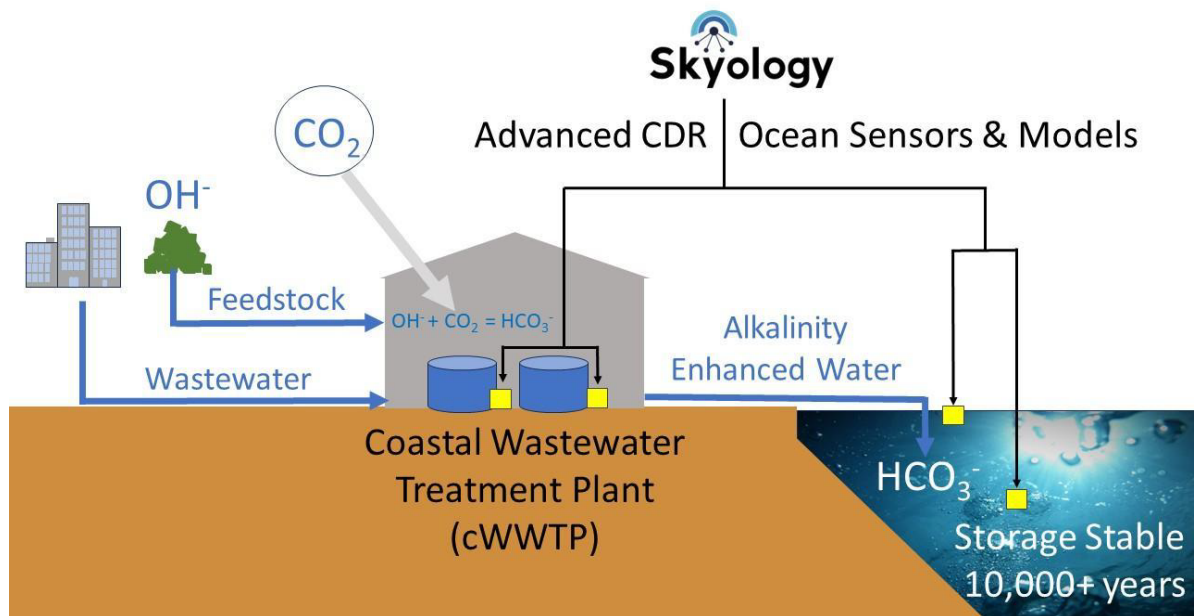 Skyology
Advanced CDR
Ocean Sensors & Models
CO₂
OH⁻
Feedstock
OH⁻ + CO₂ = HCO₃⁻
Wastewater
Alkalinity
Enhanced Water
Coastal Wastewater
Treatment Plant
(cWWTP)
HCO₃⁻
Storage Stable
10,000+ years